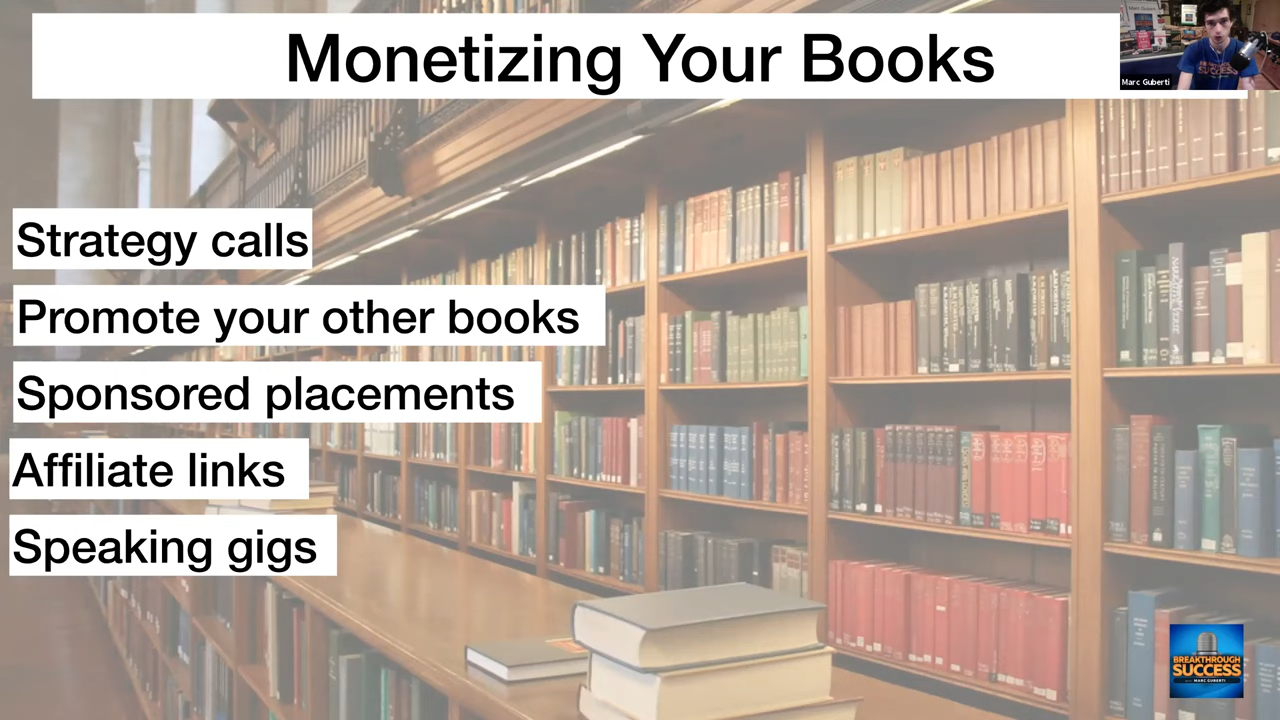 Monetizing Your Books
Marc Guberti
Strategy calls
Promote your other books
Sponsored placements
Affiliate links
Speaking gigs
BREAKTHROUGH
SUCCESS
MARC GUBERTI